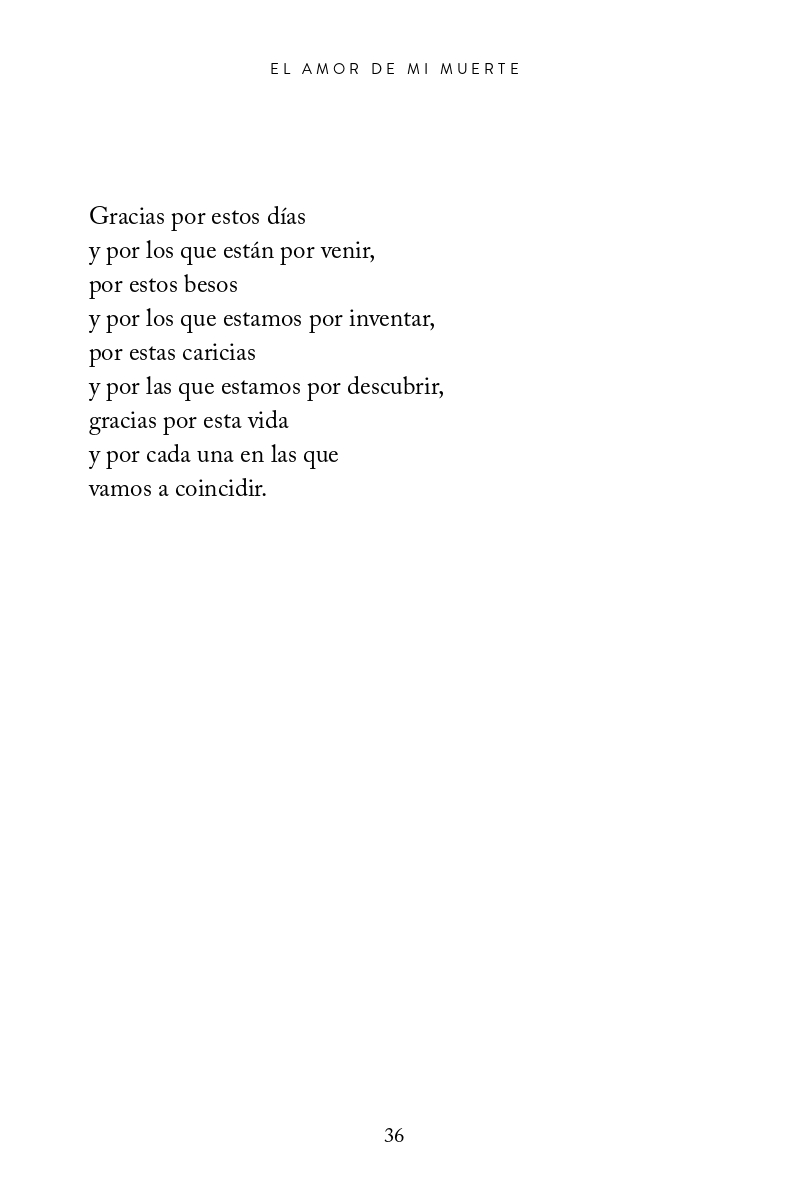 EL AMOR DE MI MUERTE
Gracias por estos días
y por los que están por venir,
por estos besos
y por los que estamos por inventar,
por estas caricias
y por las que estamos por descubrir,
gracias por esta vida
y por cada una en las que
vamos a coincidir.
36